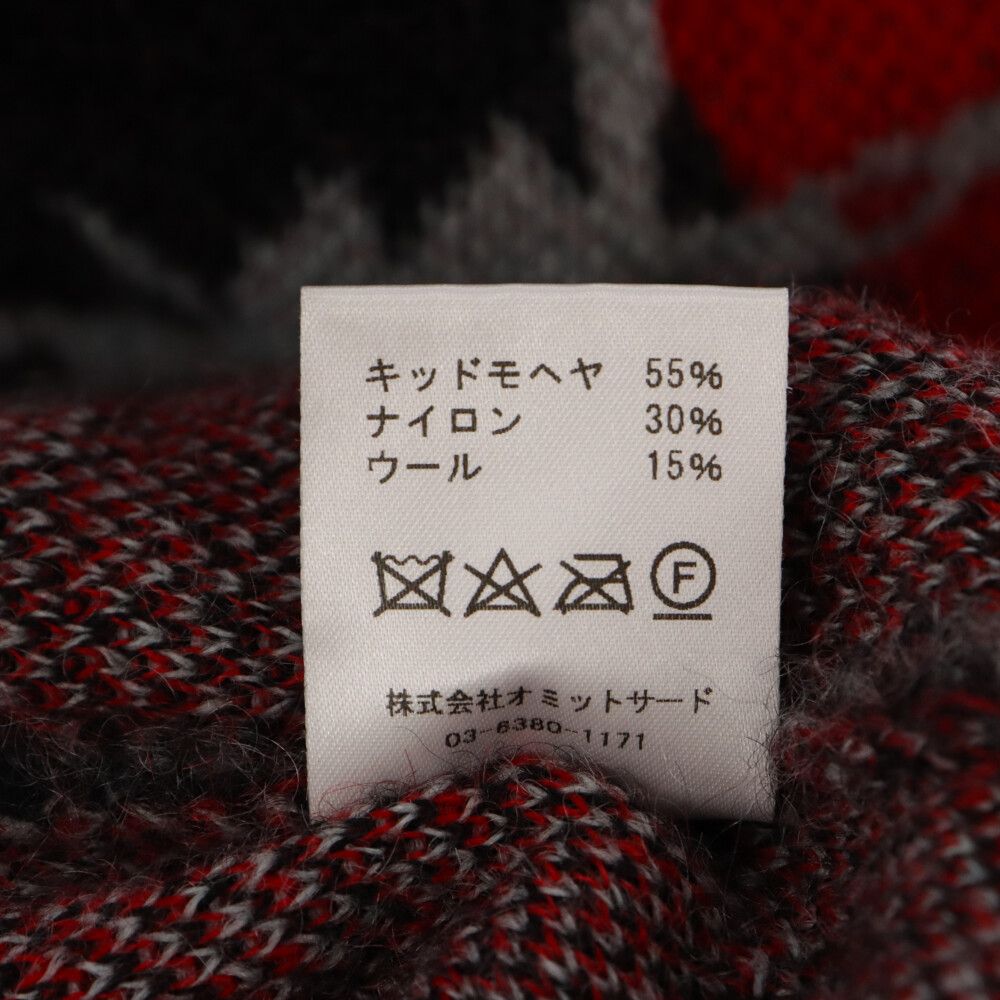 キッドモヘヤ 55%
ナイロン 30%
ウール 15%
F
株式会社オミットサード
03-6380-1171